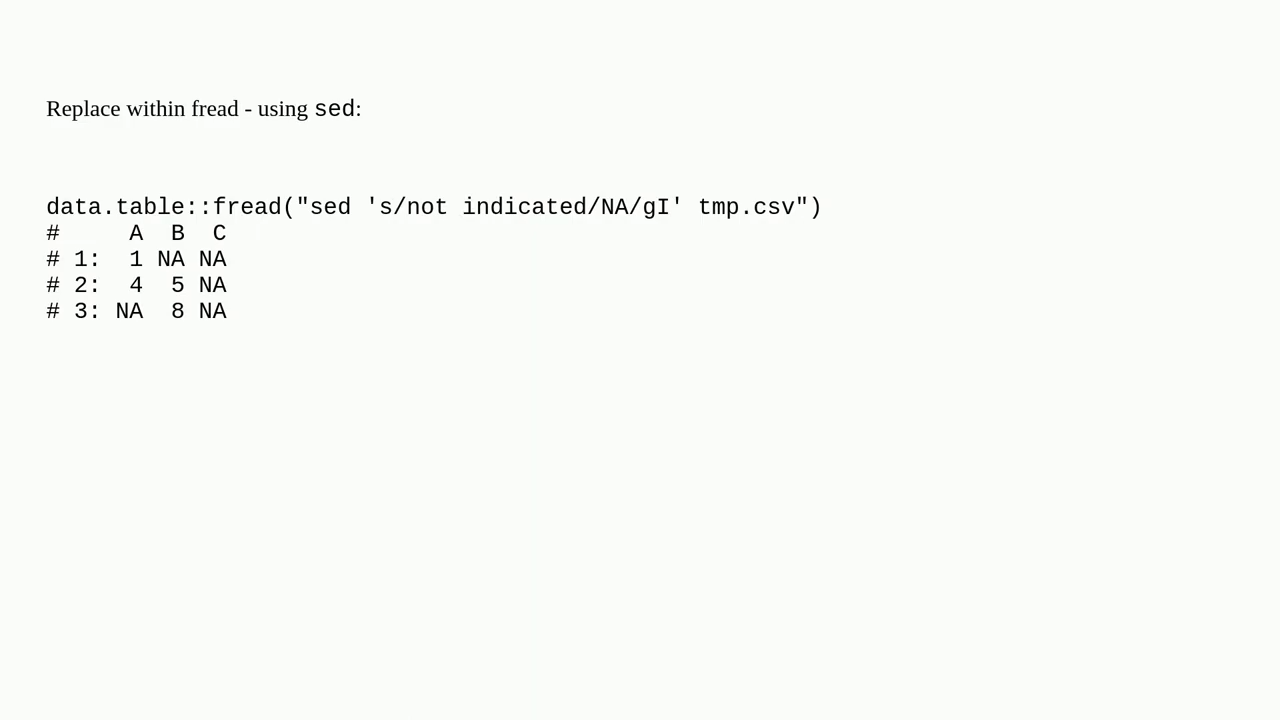 Replace within fread - using sed:
data.table::fread("sed 's/not indicated/NA/gI' tmp.csv")
#     A  B  C
# 1:  1 NA NA
# 2:  4  5 NA
# 3: NA  8 NA